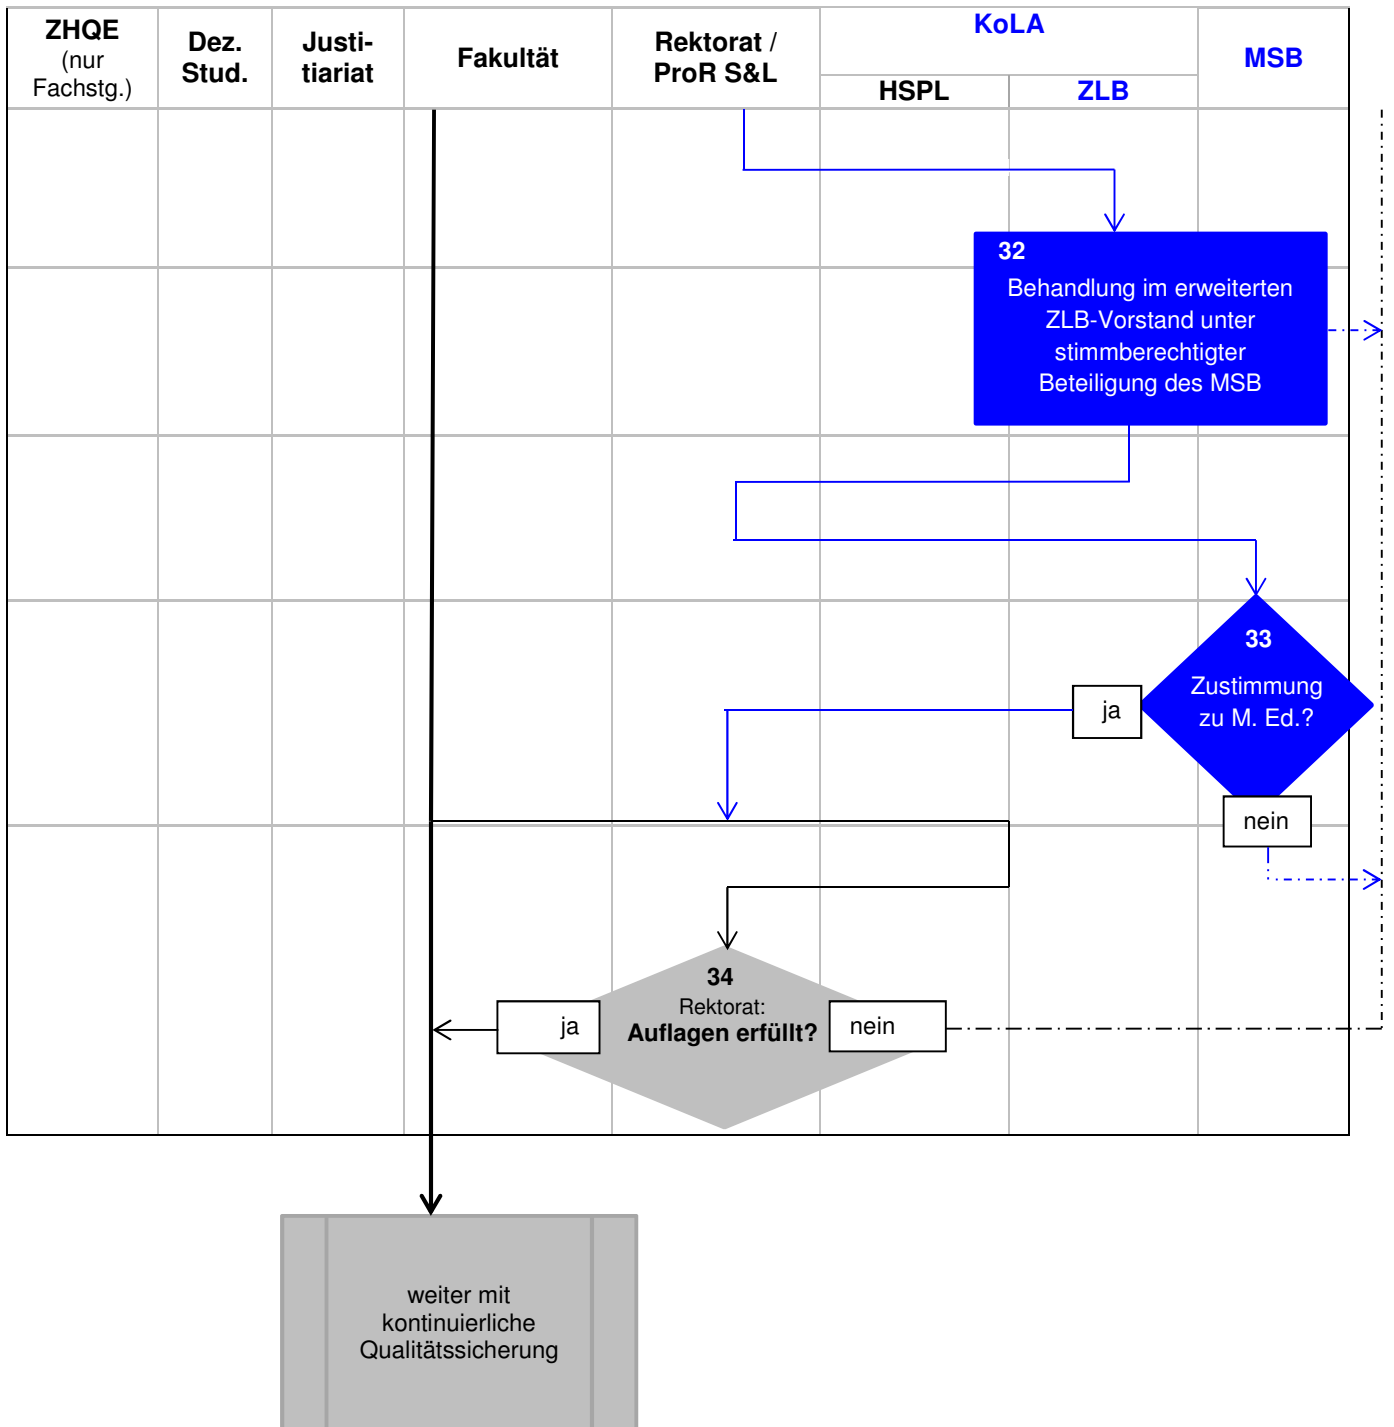 ZHQE
(nur
Fachstg.)
Dez.
Stud.
Justi-
tiariat
Fakultät
Rektorat /
ProR S&L
KoLA
HSPL
ZLB
MSB
32
Behandlung im erweiterten
ZLB-Vorstand unter
stimmberechtigter
Beteiligung des MSB
33
Zustimmung
zu M. Ed.?
ja
nein
34
Rektorat:
Auflagen erfüllt?
ja
nein
weiter mit
kontinuierliche
Qualitätssicherung